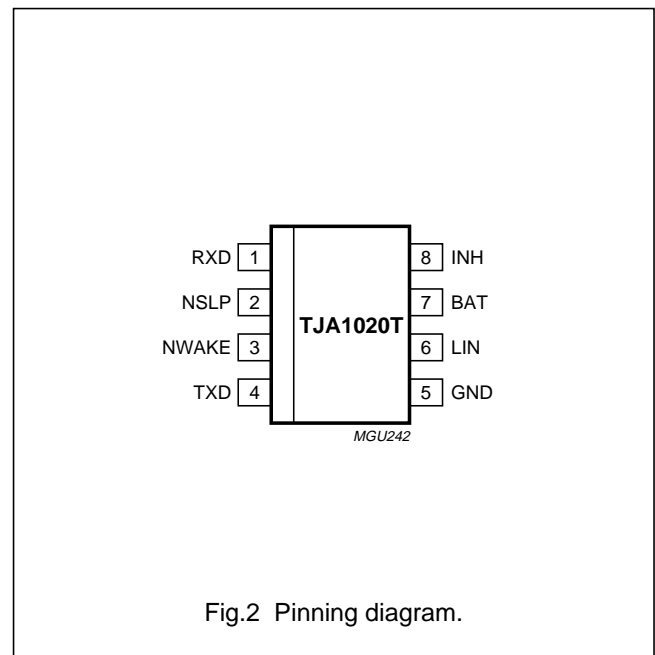 RXD 1 8 INH
NSLP 2 7 BAT
TJA1020T
NWAKE 3 6 LIN
TXD 4 5 GND
MGU242
Fig.2 Pinning diagram.